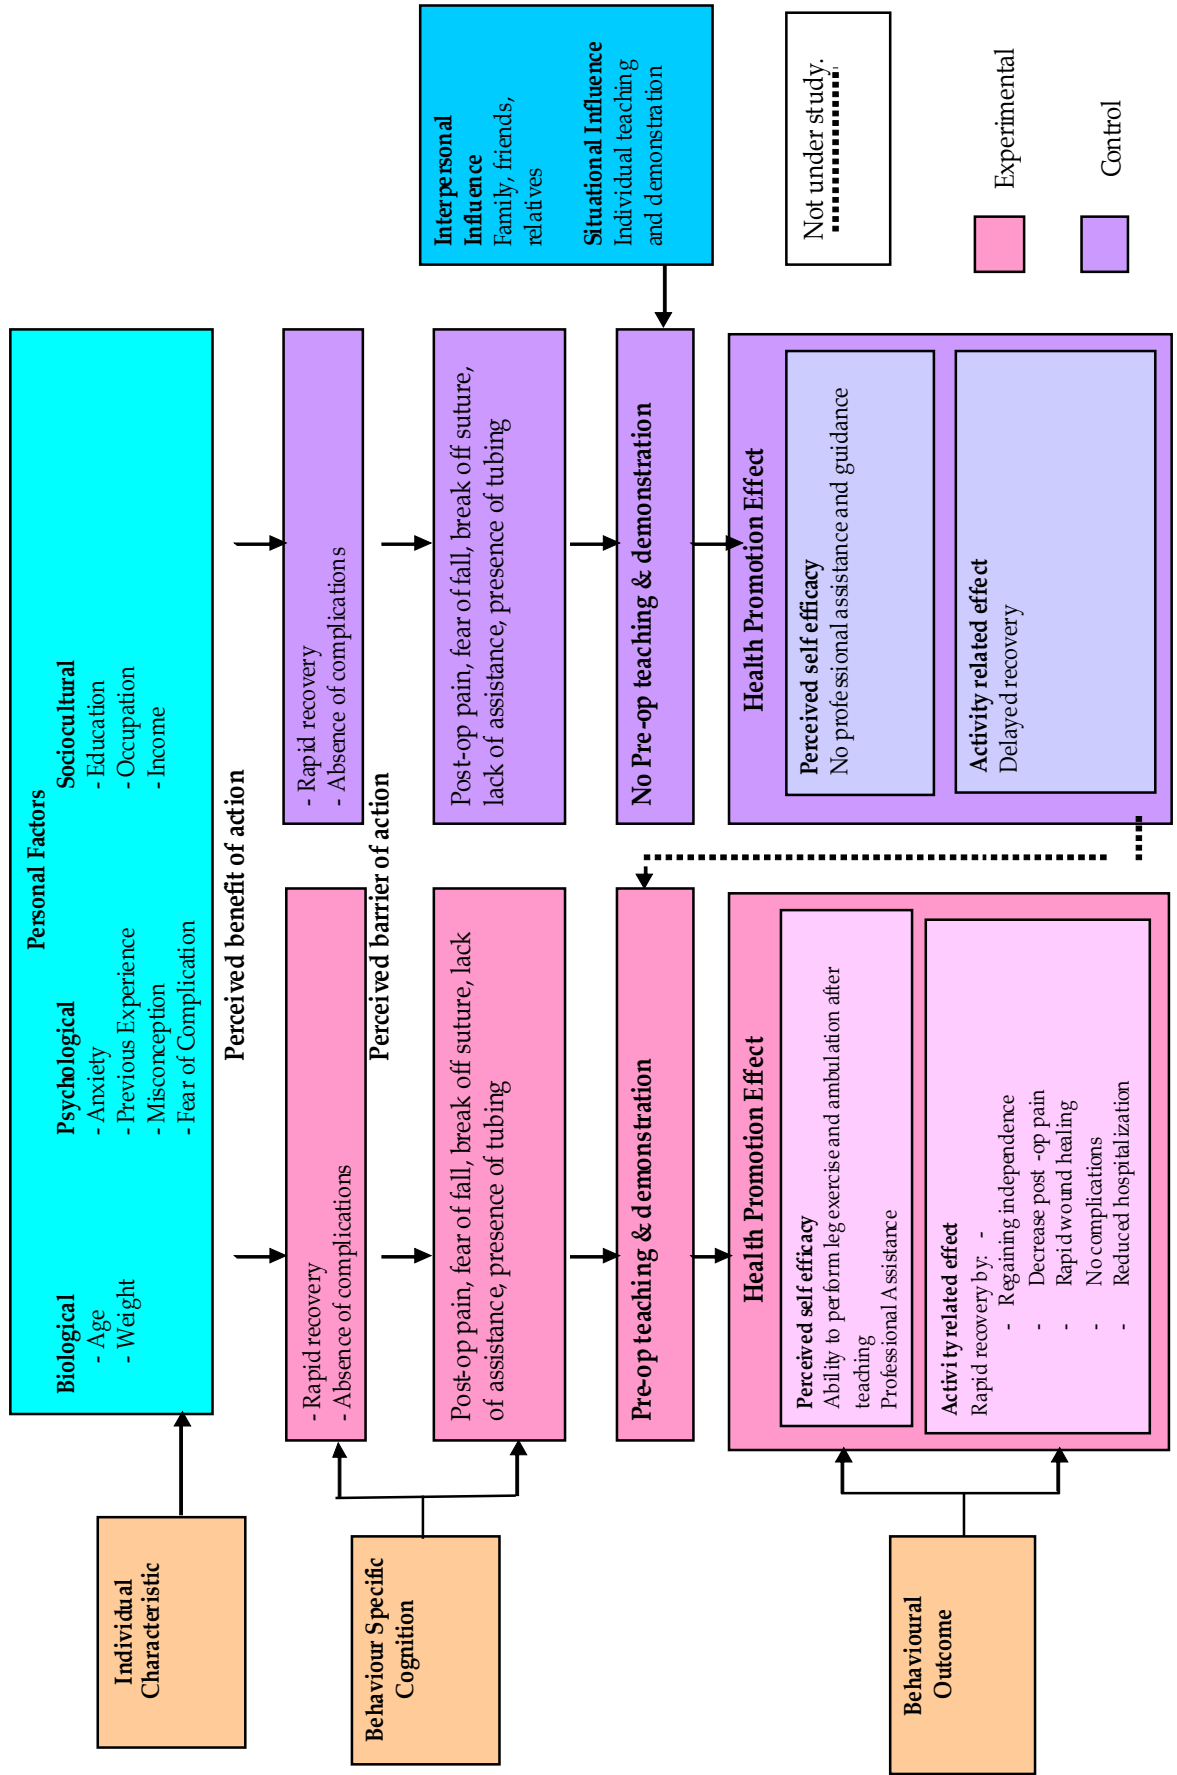 Individual
Characteristic
Behaviour Specific
Cognition
Behavioural
Outcome
Personal Factors
Biological
- Age
- Weight
Psychological
- Anxiety
- Previous Experience
- Misconception
- Fear of Complication
Sociocultural
- Education
- Occupation
- Income
Perceived benefit of action
- Rapid recovery
- Absence of complications
- Rapid recovery
- Absence of complications
Perceived barrier of action
Post-op pain, fear of fall, break off suture, lack
of assistance, presence of tubing
Post-op pain, fear of fall, break off suture,
lack of assistance, presence of tubing
Pre-op teaching & demonstration
No Pre-op teaching & demonstration
Health Promotion Effect
Perceived self efficacy
Ability to perform leg exercise and ambulation after
teaching
Professional Assistance
Activity related effect
Rapid recovery by: -
- Regaining independence
- Decrease post -op pain
- Rapid wound healing
- No complications
- Reduced hospitalization
Health Promotion Effect
Perceived self efficacy
No professional assistance and guidance
Activity related effect
Delayed recovery
Interpersonal
Influence
Family, friends,
relatives
Situational Influence
Individual teaching
and demonstration
Not under study.
Experimental
Control